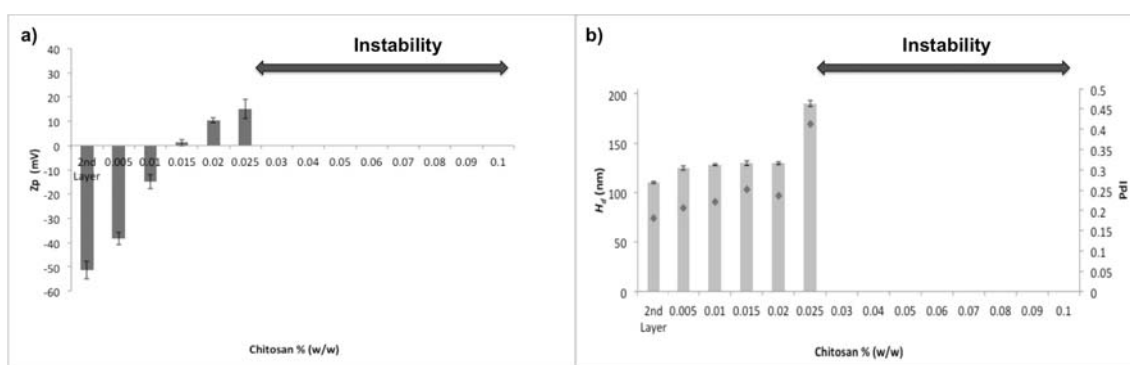 a)
Instability
40
30
20
10
0
-10
-20
-30
-40
-50
-60
Zp (mV)
2nd Layer 0.005 0.01 0.015 0.02 0.025 0.03 0.04 0.05 0.06 0.07 0.08 0.09 0.1
Chitosan % (w/w)
b)
Instability
200
150
100
50
0
Hd (nm)
0.5
0.45
0.4
0.35
0.3
0.25
0.2
0.15
0.1
0.05
0
PdI
2nd 0.005 0.01 0.015 0.02 0.025 0.03 0.04 0.05 0.06 0.07 0.08 0.09 0.1
Layer
Chitosan % (w/w)